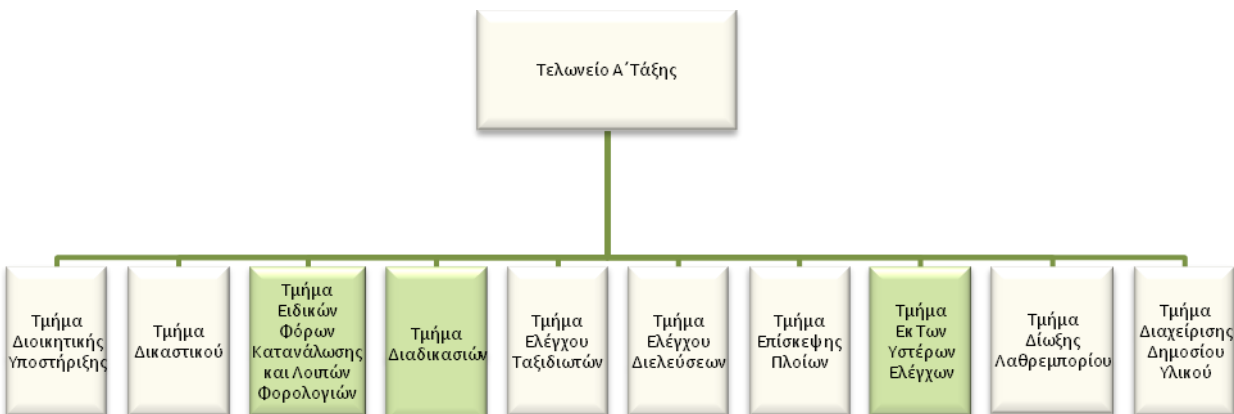 Τελωνείο Α΄Τάξης
Τμήμα
Διοικητικής
Υποστήριξης
Τμήμα
Δικαστικού
Τμήμα
Ειδικών
Φόρων
Κατανάλωσης
και Λοιπών
Φορολογιών
Τμήμα
Διαδικασιών
Τμήμα
Ελέγχου
Ταξιδιωτών
Τμήμα
Ελέγχου
Διελεύσεων
Τμήμα
Επίσκεψης
Πλοίων
Τμήμα
Εκ Των
Υστέρων
Ελέγχων
Τμήμα
Δίωξης
Λαθρεμπορίου
Τμήμα
Διαχείρισης
Δημοσίου
Υλικού